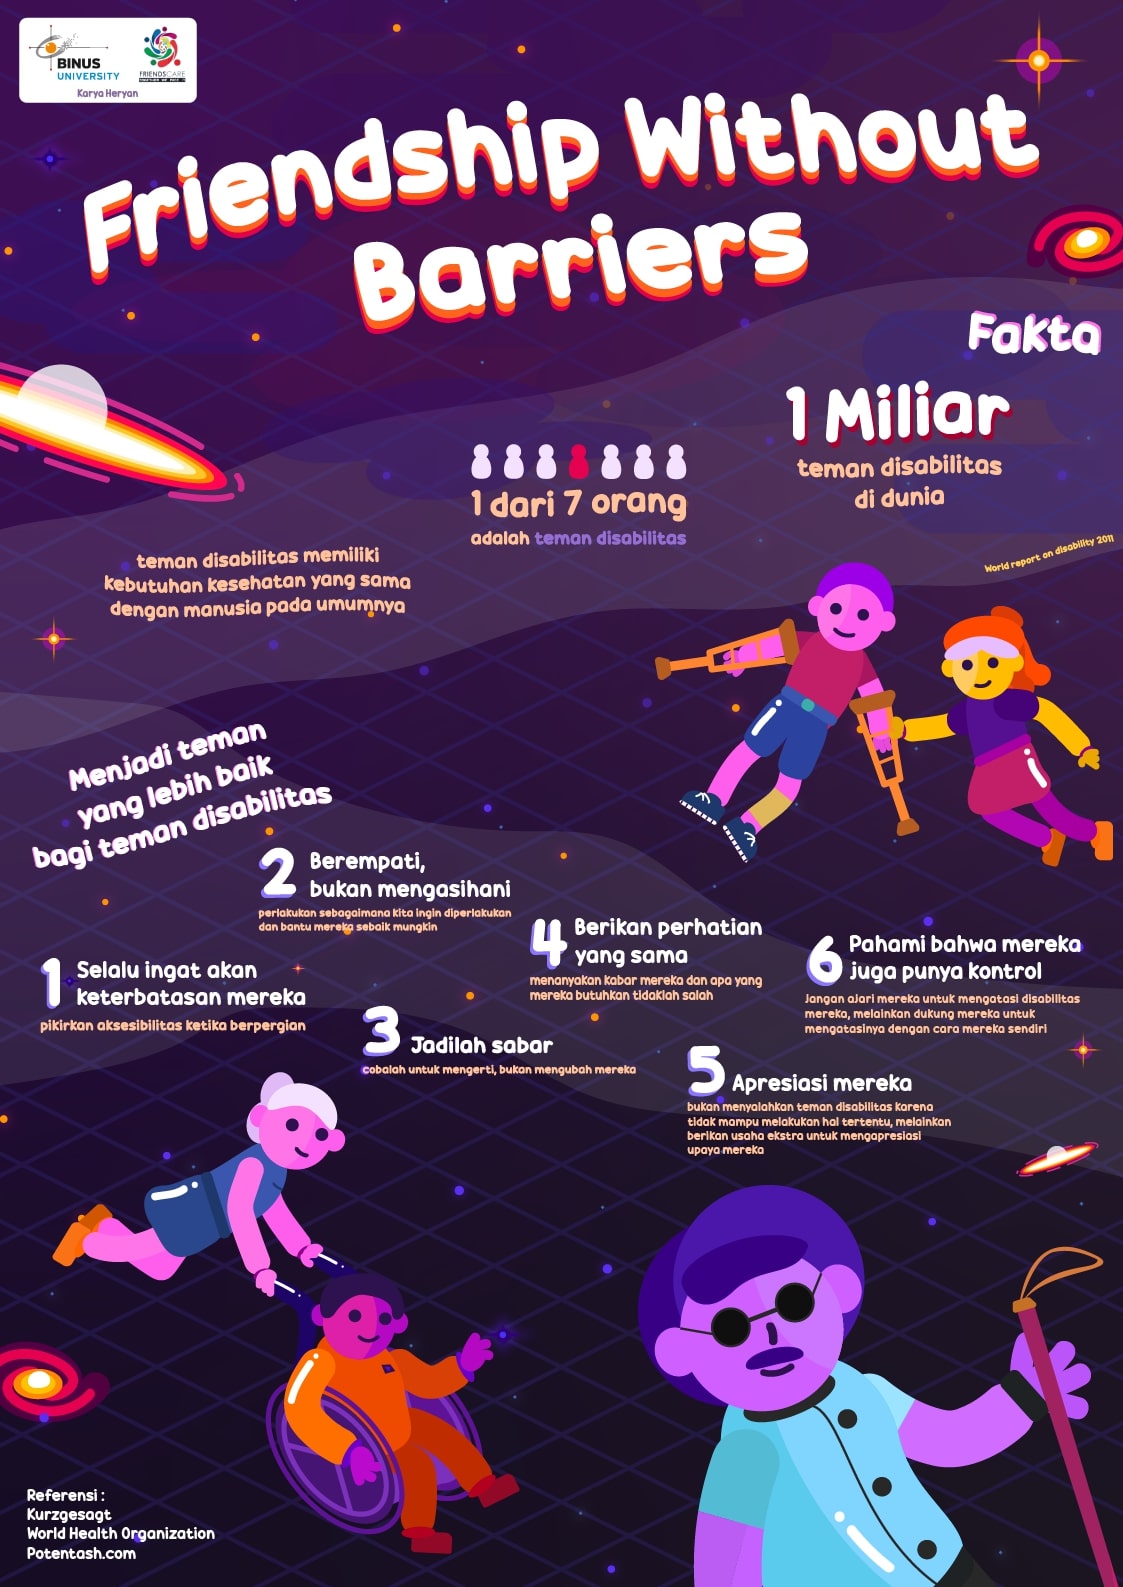 BINUS
UNIVERSITY
FRIENDSCARE
Karya Heryan
Friendship Without
Barriers
Fakta
1 Miliar
teman disabilitas
di dunia
World report on disability 2011
1 dari 7 orang
adalah teman disabilitas
teman disabilitas memiliki
kebutuhan kesehatan yang sama
dengan manusia pada umumnya
Menjadi teman
yang lebih baik
bagi teman disabilitas
1 Selalu ingat akan
keterbatasan mereka
pikirkan aksesibilitas ketika berpergian
2 Berempati,
bukan mengasihani
perlakukan sebagaimana kita ingin diperlakukan
dan bantu mereka sebaik mungkin
3 Jadilah sabar
cobalah untuk mengerti, bukan mengubah mereka
4 Berikan perhatian
yang sama
menanyakan kabar mereka dan apa yang
mereka butuhkan tidaklah salah
5 Apresiasi mereka
bukan menyalahkan teman disabilitas karena
tidak mampu melakukan hal tertentu, melainkan
berikan usaha ekstra untuk mengapresiasi
upaya mereka
6 Pahami bahwa mereka
juga punya kontrol
Jangan ajari mereka untuk mengatasi disabilitas
mereka, melainkan dukung mereka untuk
mengatasinya dengan cara mereka sendiri
Referensi :
Kurzgesagt
World Health Organization
Potentash.com